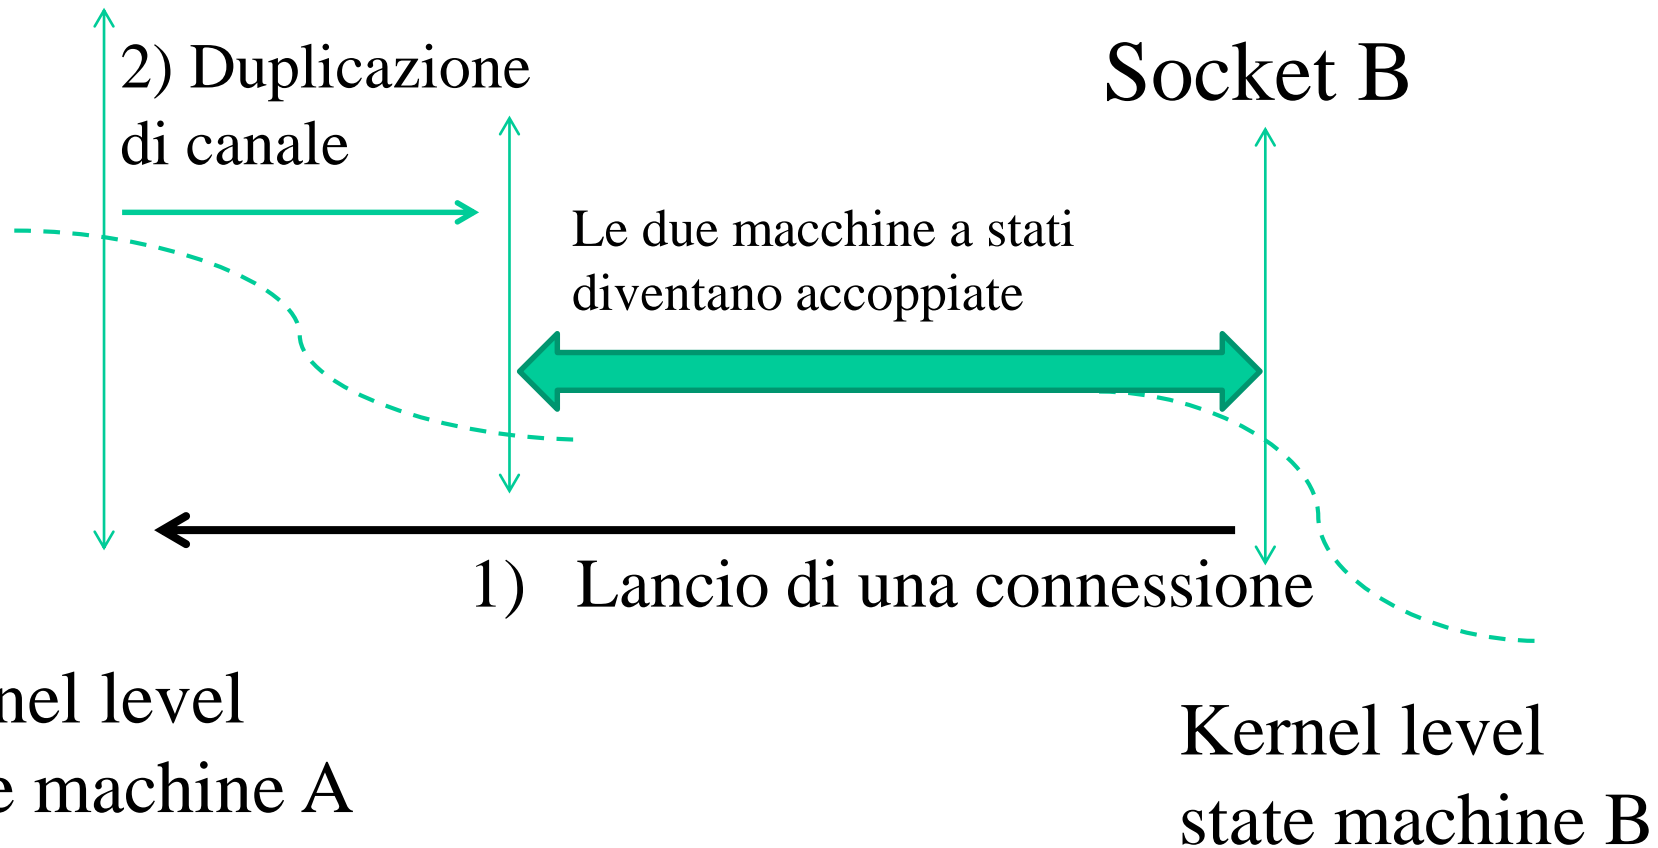 2) Duplicazione
di canale
Socket B
Le due macchine a stati
diventano accoppiate
1) Lancio di una connessione
nel level
e machine A
Kernel level
state machine B